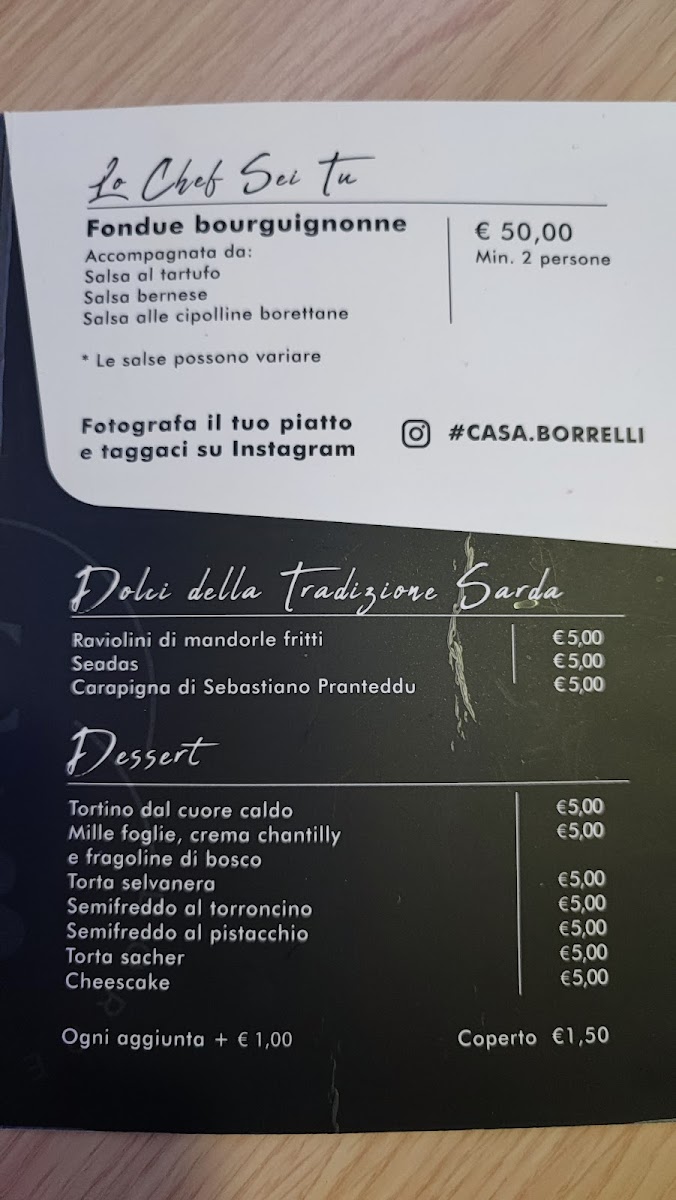 Lo Chef Sei Tu
Fondue bourguignonne
€ 50,00
Accompagnata da:
Min. 2 persone
Salsa al tartufo
Salsa bernese
Salsa alle cipolline borettane
* Le salse possono variare
Fotografa il tuo piatto
e taggaci su Instagram
#CASA.BORRELLI
Dolci della Tradizione Sarda
Raviolini di mandorle fritti €5,00
Seadas €5,00
Carapigna di Sebastiano Pranteddu €5,00
Dessert
Tortino dal cuore caldo €5,00
Mille foglie, crema chantilly €5,00
e fragoline di bosco
Torta selvanera €5,00
Semifreddo al torroncino €5,00
Semifreddo al pistacchio €5,00
Torta sacher €5,00
Cheescake €5,00
Ogni aggiunta + € 1,00 Coperto €1,50